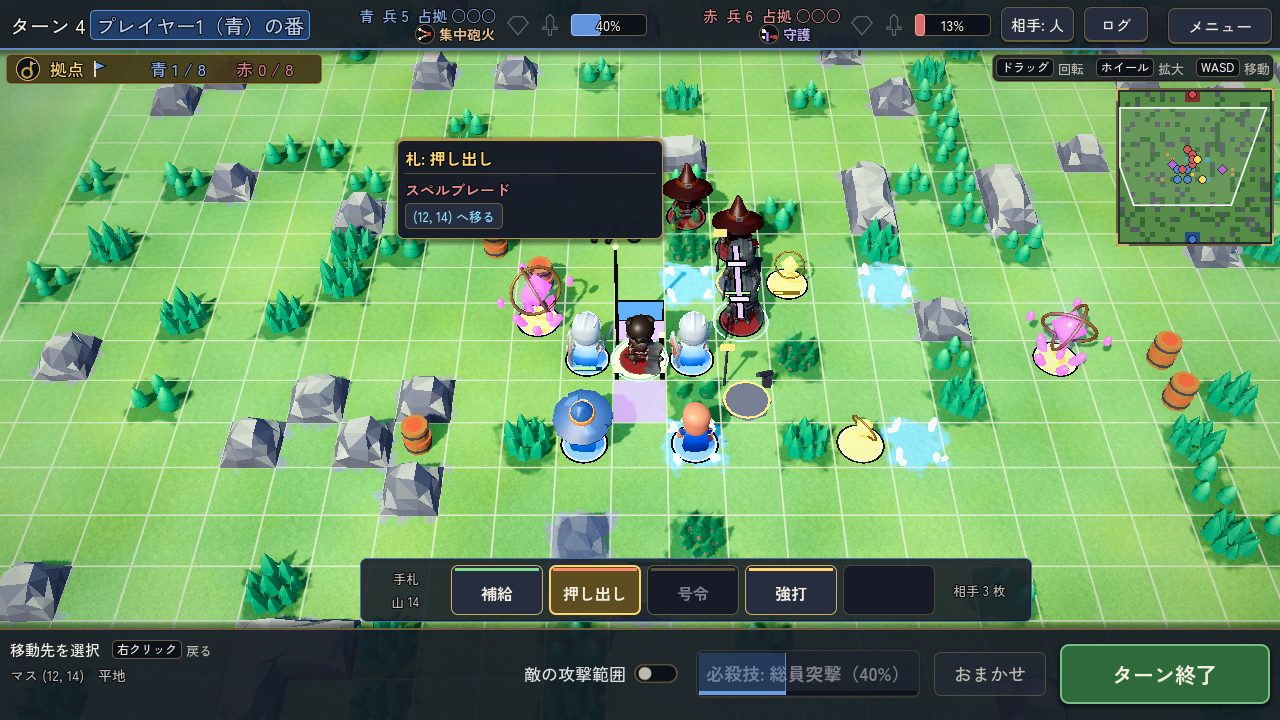 ターン 4 プレイヤー1（青）の番
青 兵 5 占拠 ○○○
集中砲火
40%
赤 兵 6 占拠 ○○○
守護
13%
相手: 人
ログ
メニュー
拠点 青 1 / 8 赤 0 / 8
ドラッグ 回転 ホイール 拡大 WASD 移動
札: 押し出し
スペルブレード
(12, 14) へ移る
手札
山 14
補給
押し出し
号令
強打
相手 3 枚
移動先を選択 右クリック 戻る
マス (12, 14) 平地
敵の攻撃範囲
必殺技: 総員突撃（40%）
おまかせ
ターン終了